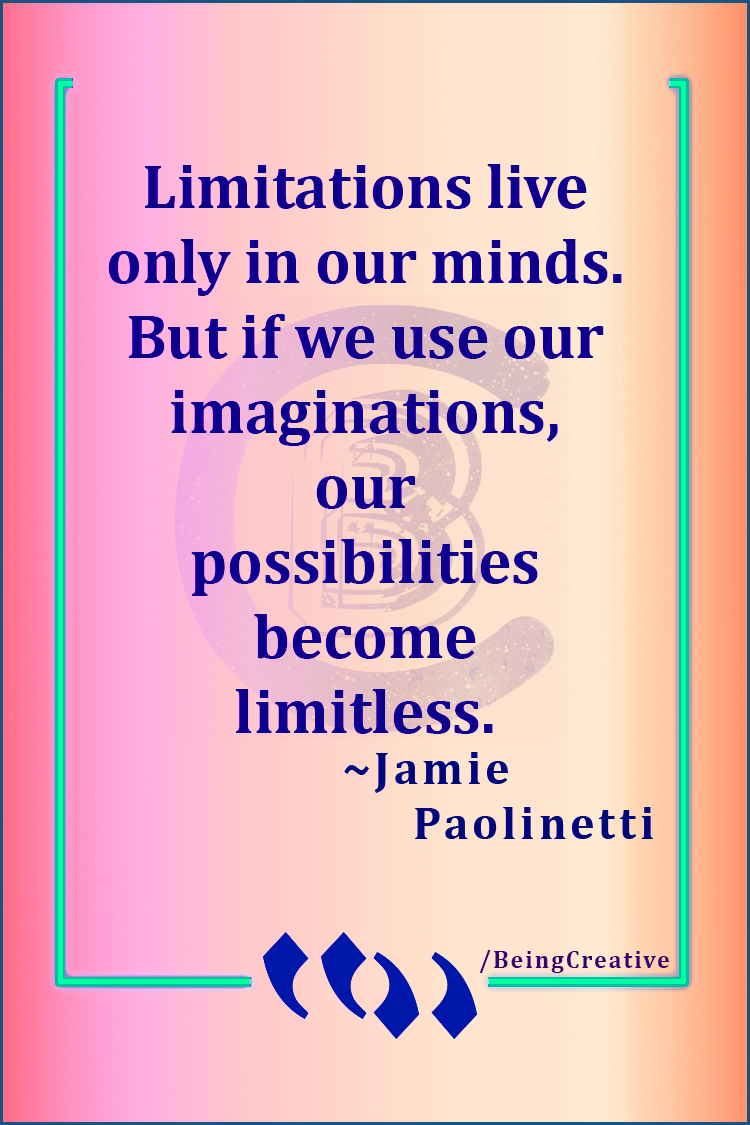 Limitations live
only in our minds.
But if we use our
imaginations,
our
possibilities
become
limitless.
~Jamie
Paolinetti
/BeingCreative